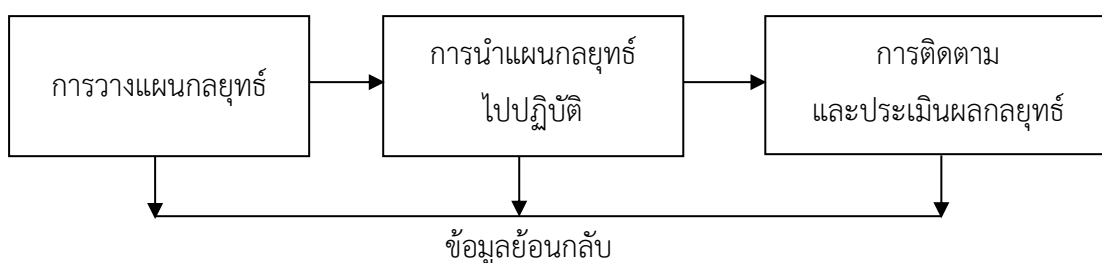 การวางแผนกลยุทธ์
การนำแผนกลยุทธ์
ไปปฏิบัติ
การติดตาม
และประเมินผลกลยุทธ์
ข้อมูลย้อนกลับ